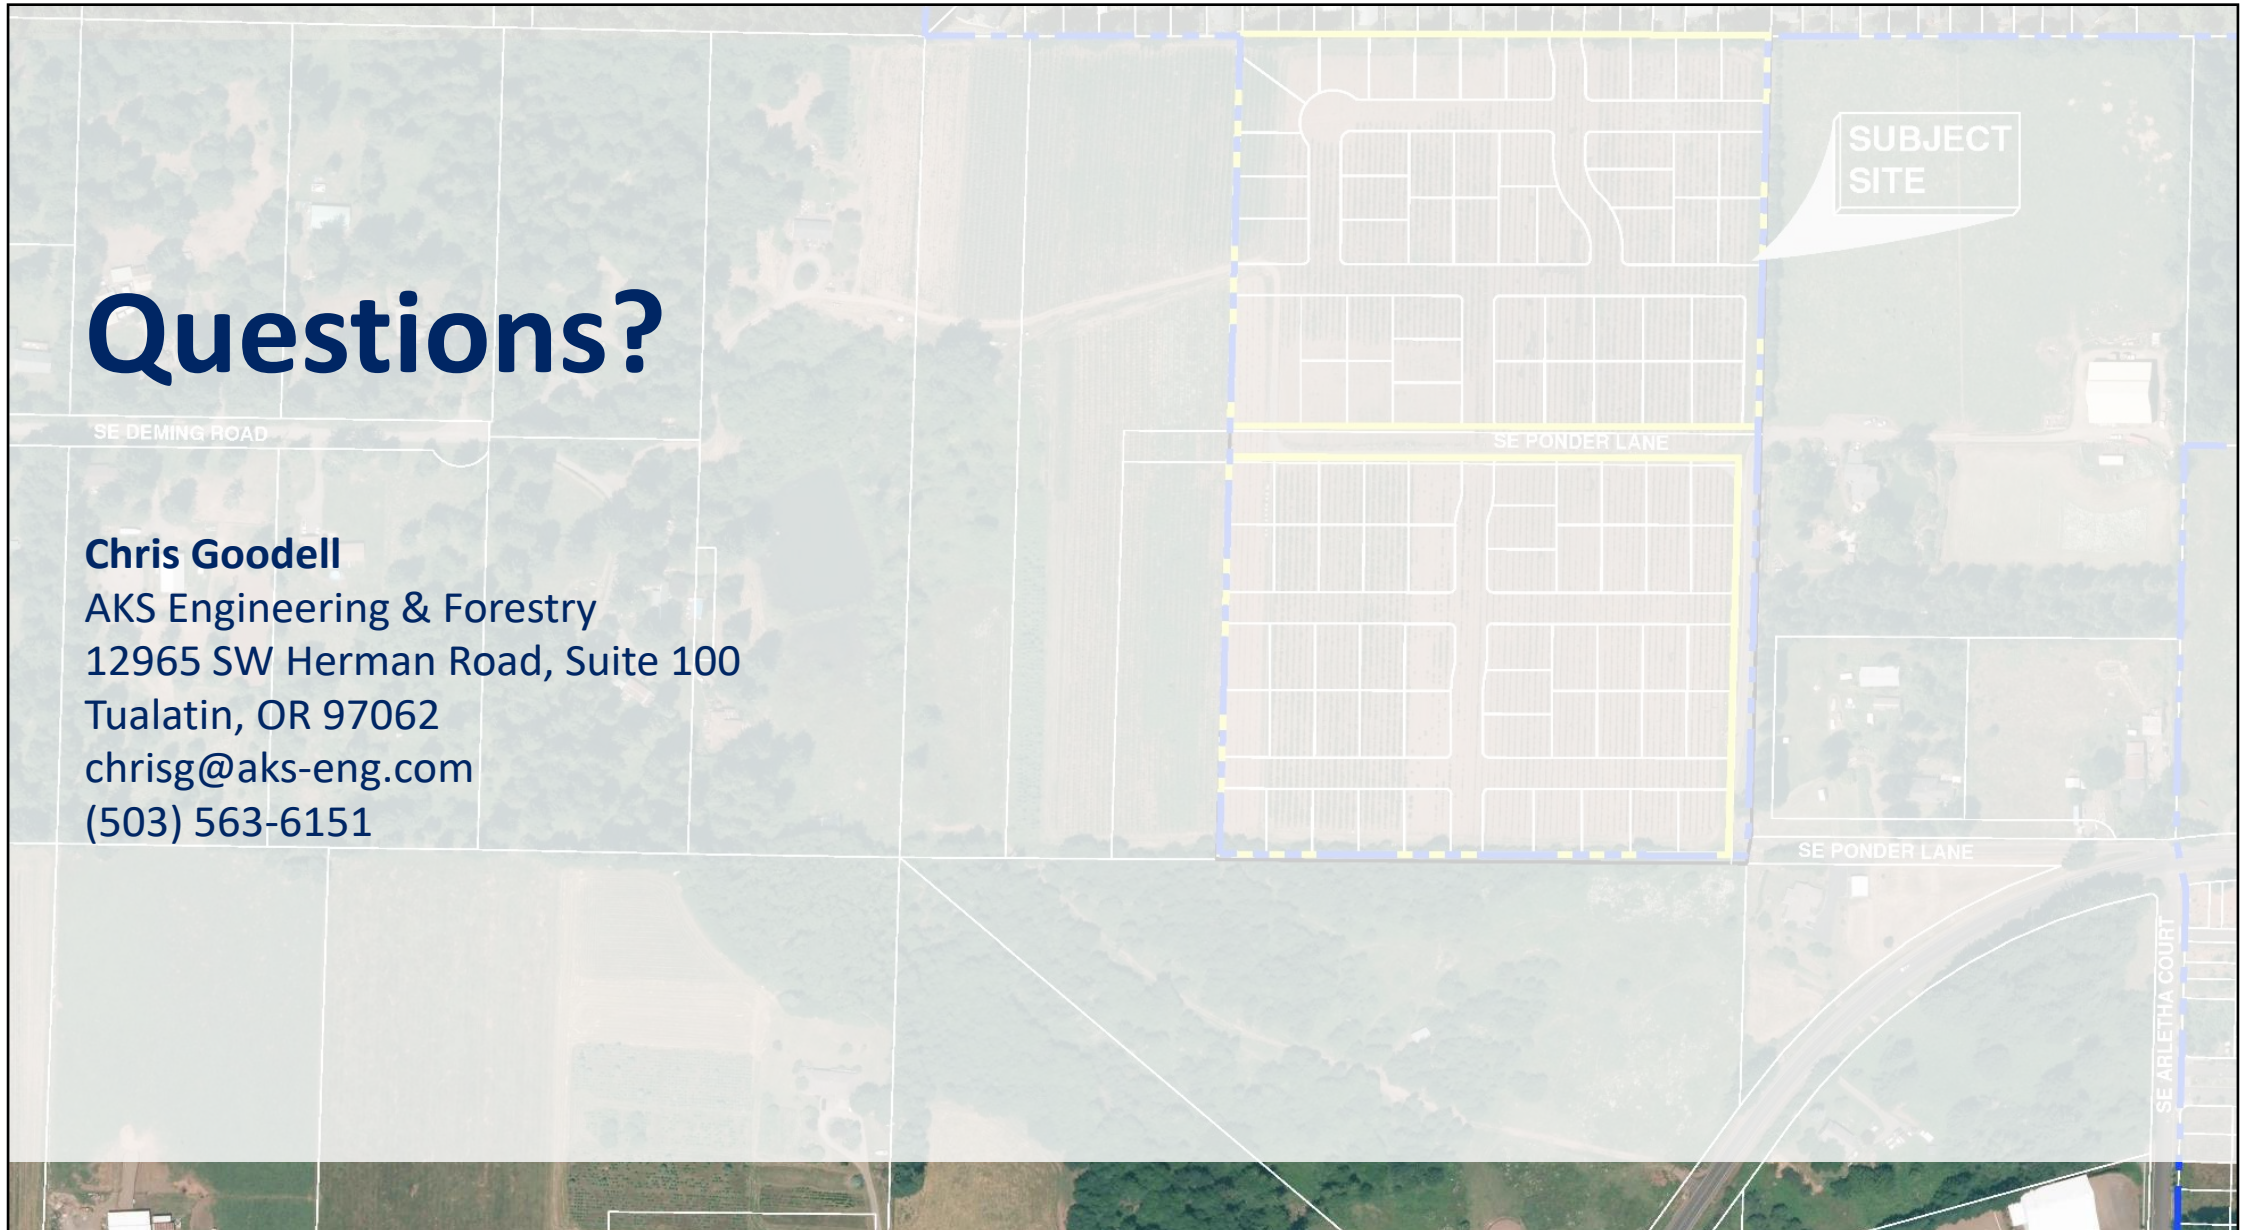 SUBJECT
SITE
Questions?
SE DEMING ROAD
SE PONDER LANE
Chris Goodell
AKS Engineering & Forestry
12965 SW Herman Road, Suite 100
Tualatin, OR 97062
chrisg@aks-eng.com
(503) 563-6151
SE PONDER LANE
SE ARLETHA COURT